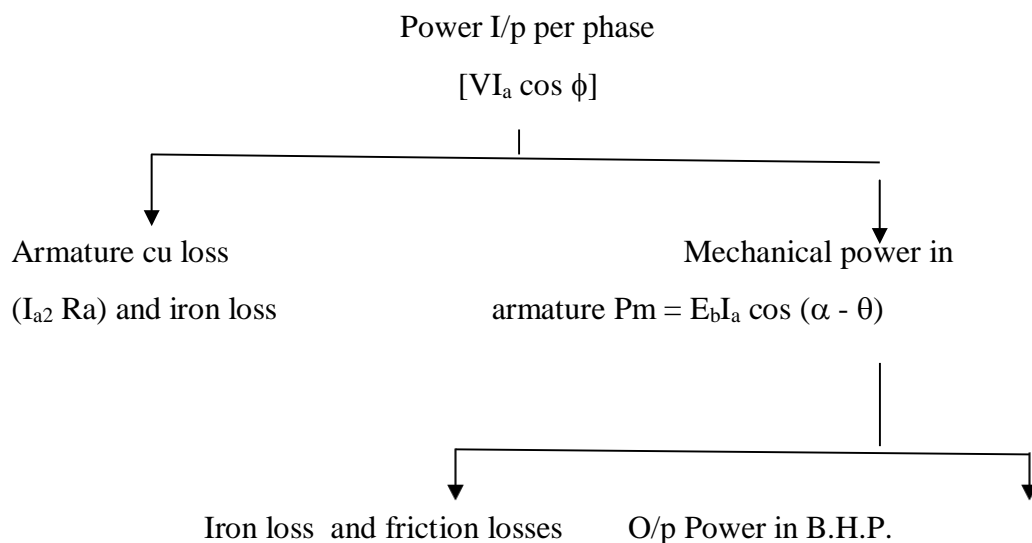 Power I/p per phase
[VIₐ cos ϕ]
Armature cu loss
(Iₐ₂ Ra) and iron loss
Mechanical power in
armature Pm = E_bIₐ cos (α - θ)
Iron loss and friction losses
O/p Power in B.H.P.